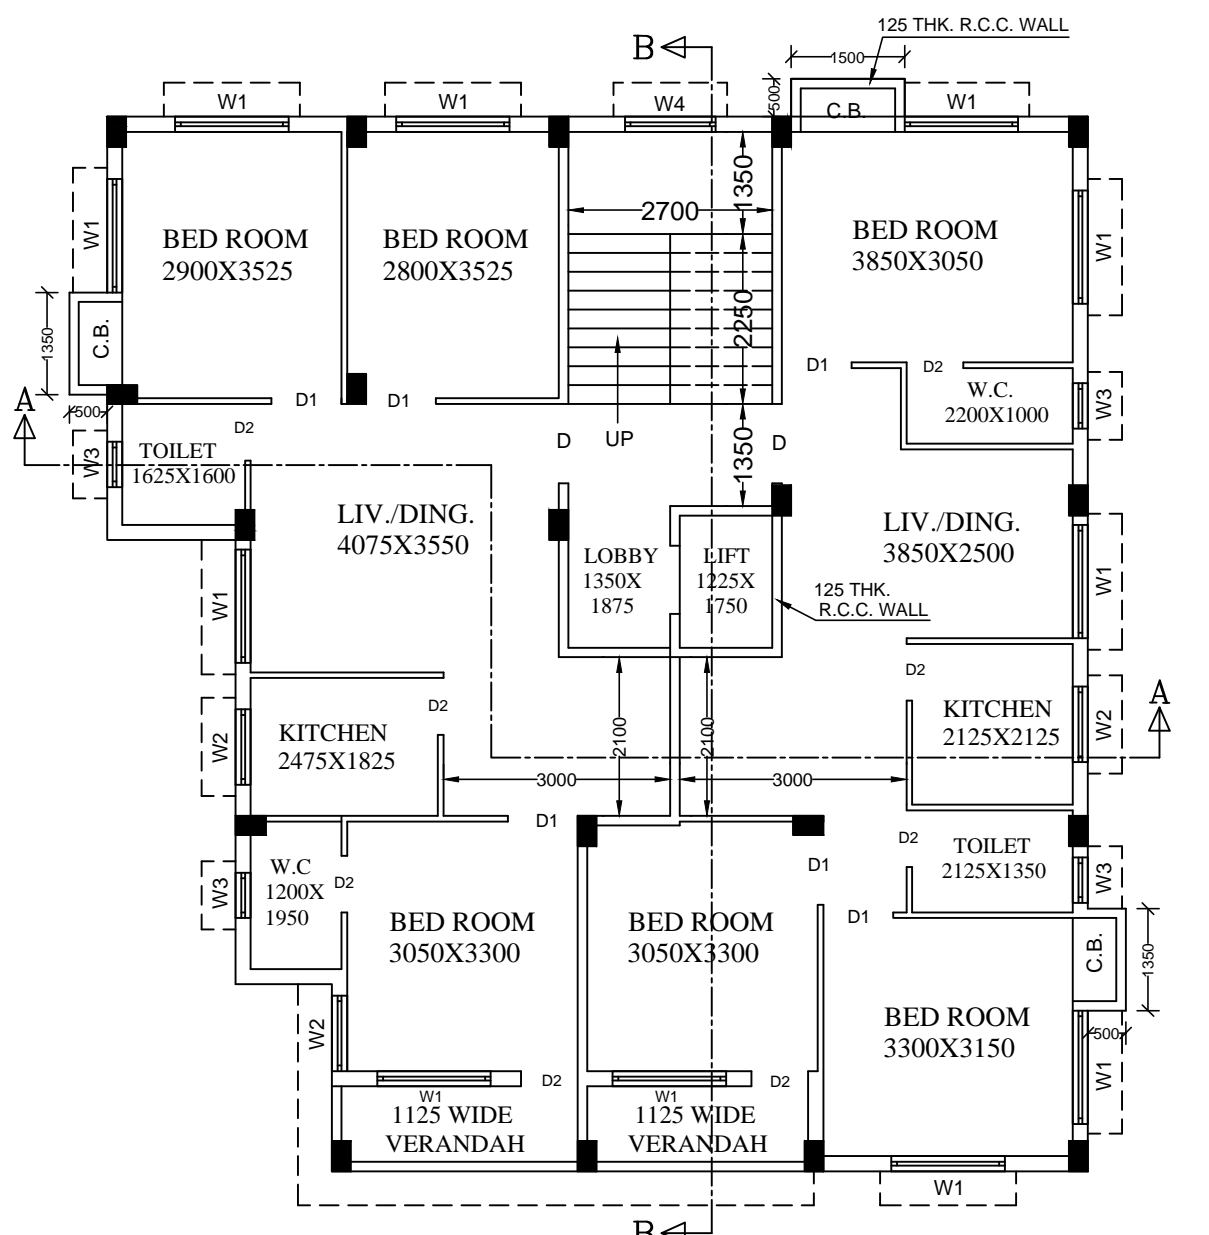 125 THK. R.C.C. WALL
B
1500
500
W1
W1
W4
C.B.
W1
1350
2700
BED ROOM
2900X3525
BED ROOM
2800X3525
BED ROOM
3850X3050
W1
W1
2250
C.B.
1350
D1
D2
D1
D1
W.C.
2200X1000
W3
A
500
D2
D
UP
1350
D
TOILET
1625X1600
W3
LIV./DING.
4075X3550
LIV./DING.
3850X2500
LOBBY
1350X
1875
LIFT
1225X
1750
W1
W1
125 THK.
R.C.C. WALL
D2
D2
KITCHEN
2475X1825
W2
2100
2100
KITCHEN
2125X2125
W2
A
3000
3000
D1
D2
TOILET
2125X1350
W3
W.C
1200X
1950
W3
D2
D1
D1
BED ROOM
3050X3300
BED ROOM
3050X3300
C.B.
1350
BED ROOM
3300X3150
500
W2
W1
D2
D2
W1
W1
1125 WIDE
VERANDAH
1125 WIDE
VERANDAH
W1
B